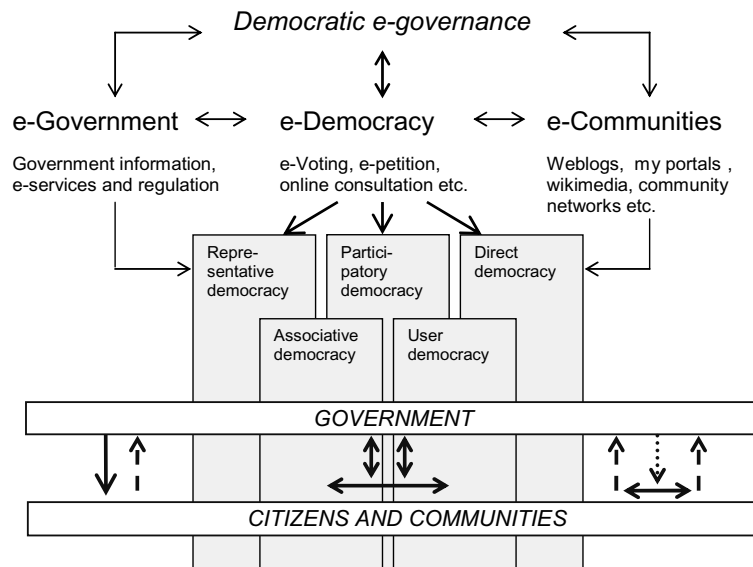 Democratic e-governance
e-Government
e-Democracy
e-Communities
Government information,
e-services and regulation
e-Voting, e-petition,
online consultation etc.
Weblogs, my portals ,
wikimedia, community
networks etc.
Repre-
sentative
democracy
Partici-
patory
democracy
Direct
democracy
Associative
democracy
User
democracy
GOVERNMENT
CITIZENS AND COMMUNITIES